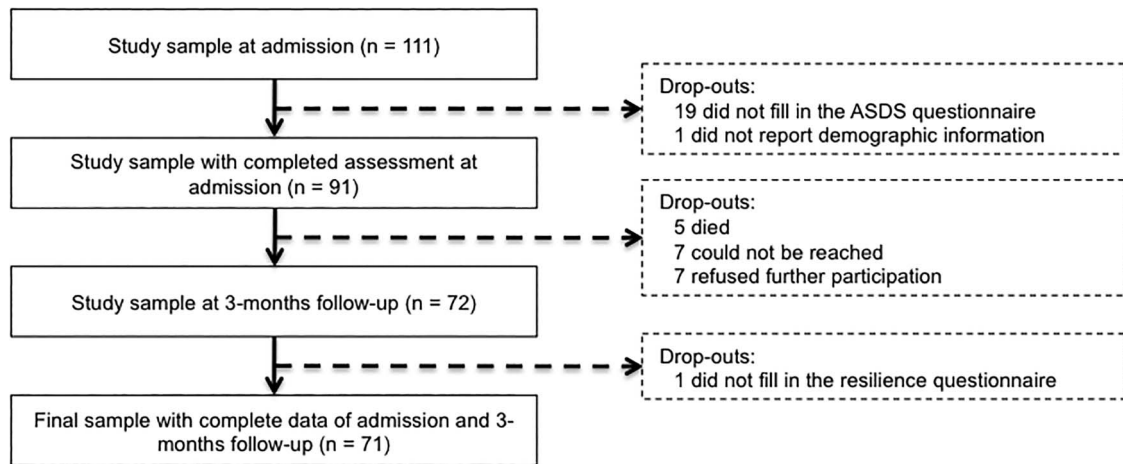 Study sample at admission (n = 111)
Drop-outs:
19 did not fill in the ASDS questionnaire
1 did not report demographic information
Study sample with completed assessment at
admission (n = 91)
Drop-outs:
5 died
7 could not be reached
7 refused further participation
Study sample at 3-months follow-up (n = 72)
Drop-outs:
1 did not fill in the resilience questionnaire
Final sample with complete data of admission and 3-
months follow-up (n = 71)